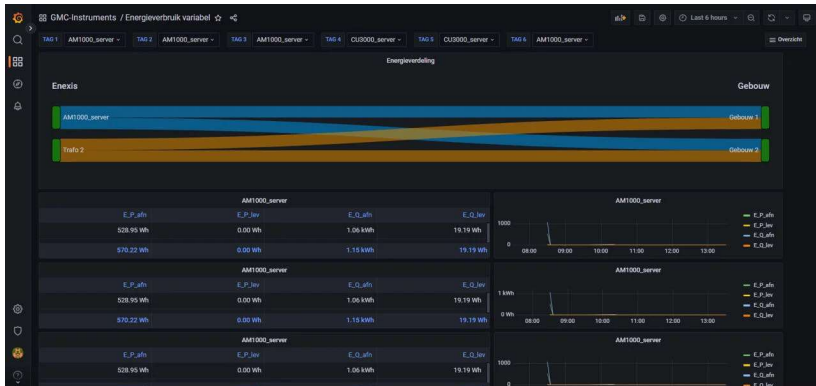 GMC-Instruments / Energieverbruik variabel
Last 6 hours
TAG 1 AM1000_server TAG 2 AM1000_server TAG 3 AM1000_server TAG 4 CU3000_server TAG 5 CU3000_server TAG 6 AM1000_server Overzicht
Energieverdeling
Enexis Gebouw
AM1000_server Gebouw 1
Trafo 2 Gebouw 2
AM1000_server
E_P_afn E_P_lev E_Q_afn E_Q_lev
528.95 Wh 0.00 Wh 1.06 kWh 19.19 Wh
570.22 Wh 0.00 Wh 1.15 kWh 19.19 Wh
AM1000_server
1000
0
08:00 09:00 10:00 11:00 12:00 13:00
E_P_afn
E_P_lev
E_Q_afn
E_Q_lev
AM1000_server
E_P_afn E_P_lev E_Q_afn E_Q_lev
528.95 Wh 0.00 Wh 1.06 kWh 19.19 Wh
570.22 Wh 0.00 Wh 1.15 kWh 19.19 Wh
AM1000_server
1 kWh
0 Wh
08:00 09:00 10:00 11:00 12:00 13:00
E_P_afn
E_P_lev
E_Q_afn
E_Q_lev
AM1000_server
E_P_afn E_P_lev E_Q_afn E_Q_lev
528.95 Wh 0.00 Wh 1.06 kWh 19.19 Wh
AM1000_server
1000
E_P_afn
E_P_lev
E_Q_afn
E_Q_lev